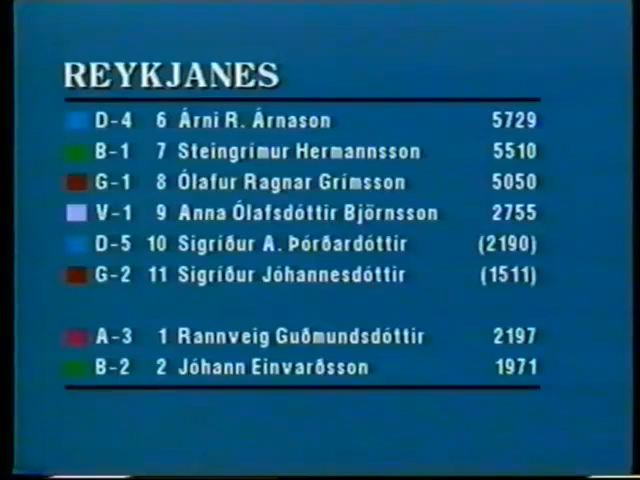 REYKJANES
D-4 6 Árni R. Árnason 5729
B-1 7 Steingrímur Hermannsson 5510
G-1 8 Ólafur Ragnar Grímsson 5050
V-1 9 Anna Ólafsdóttir Björnsson 2755
D-5 10 Sigríður A. Þórðardóttir (2190)
G-2 11 Sigríður Jóhannesdóttir (1511)
A-3 1 Rannveig Guðmundsdóttir 2197
B-2 2 Jóhann Einvarðsson 1971